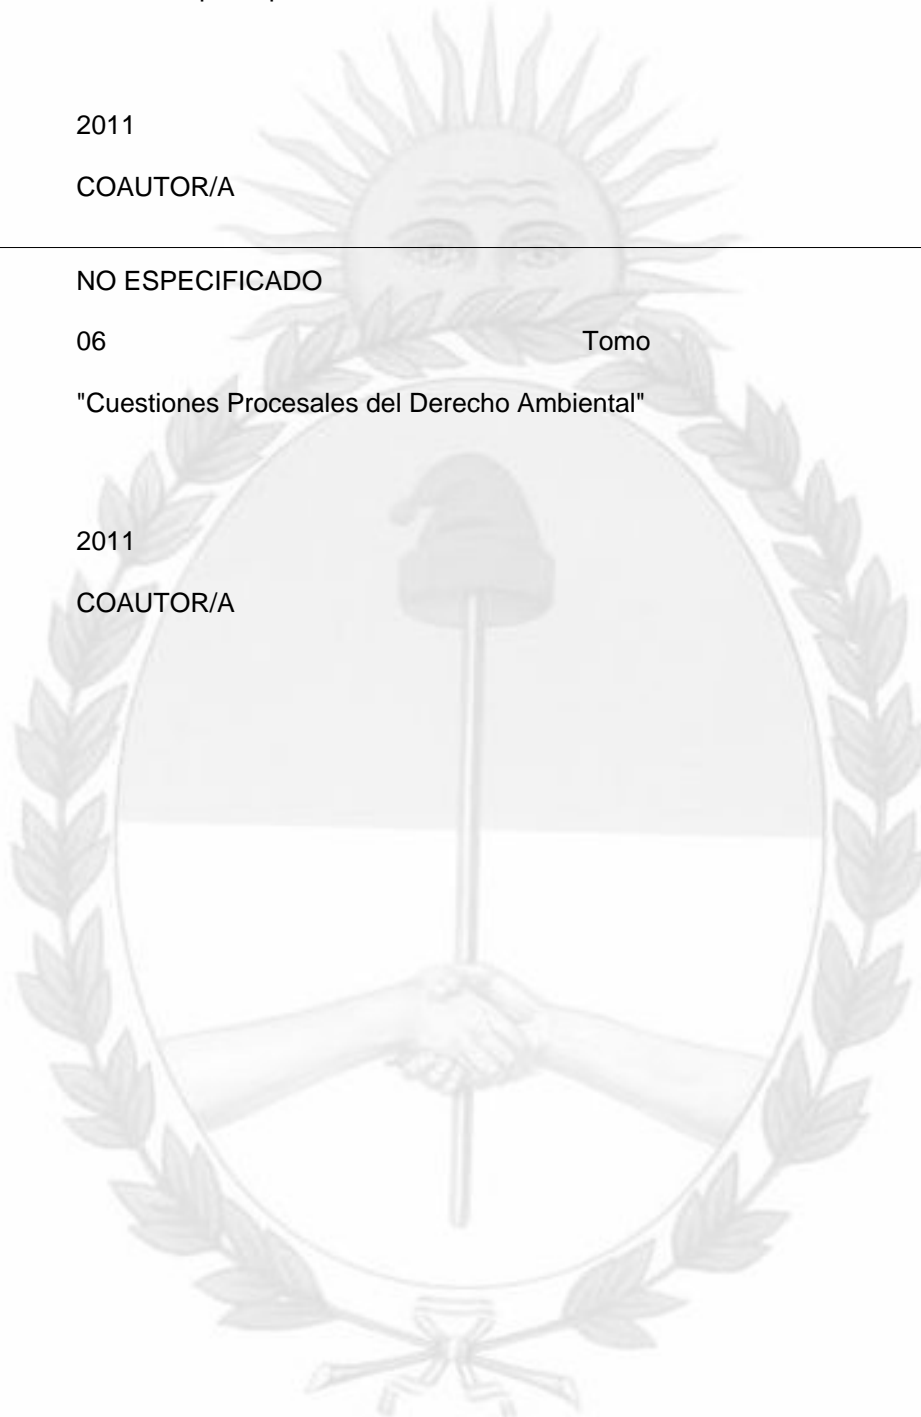 2011
COAUTOR/A
NO ESPECIFICADO
06 Tomo
"Cuestiones Procesales del Derecho Ambiental"
2011
COAUTOR/A